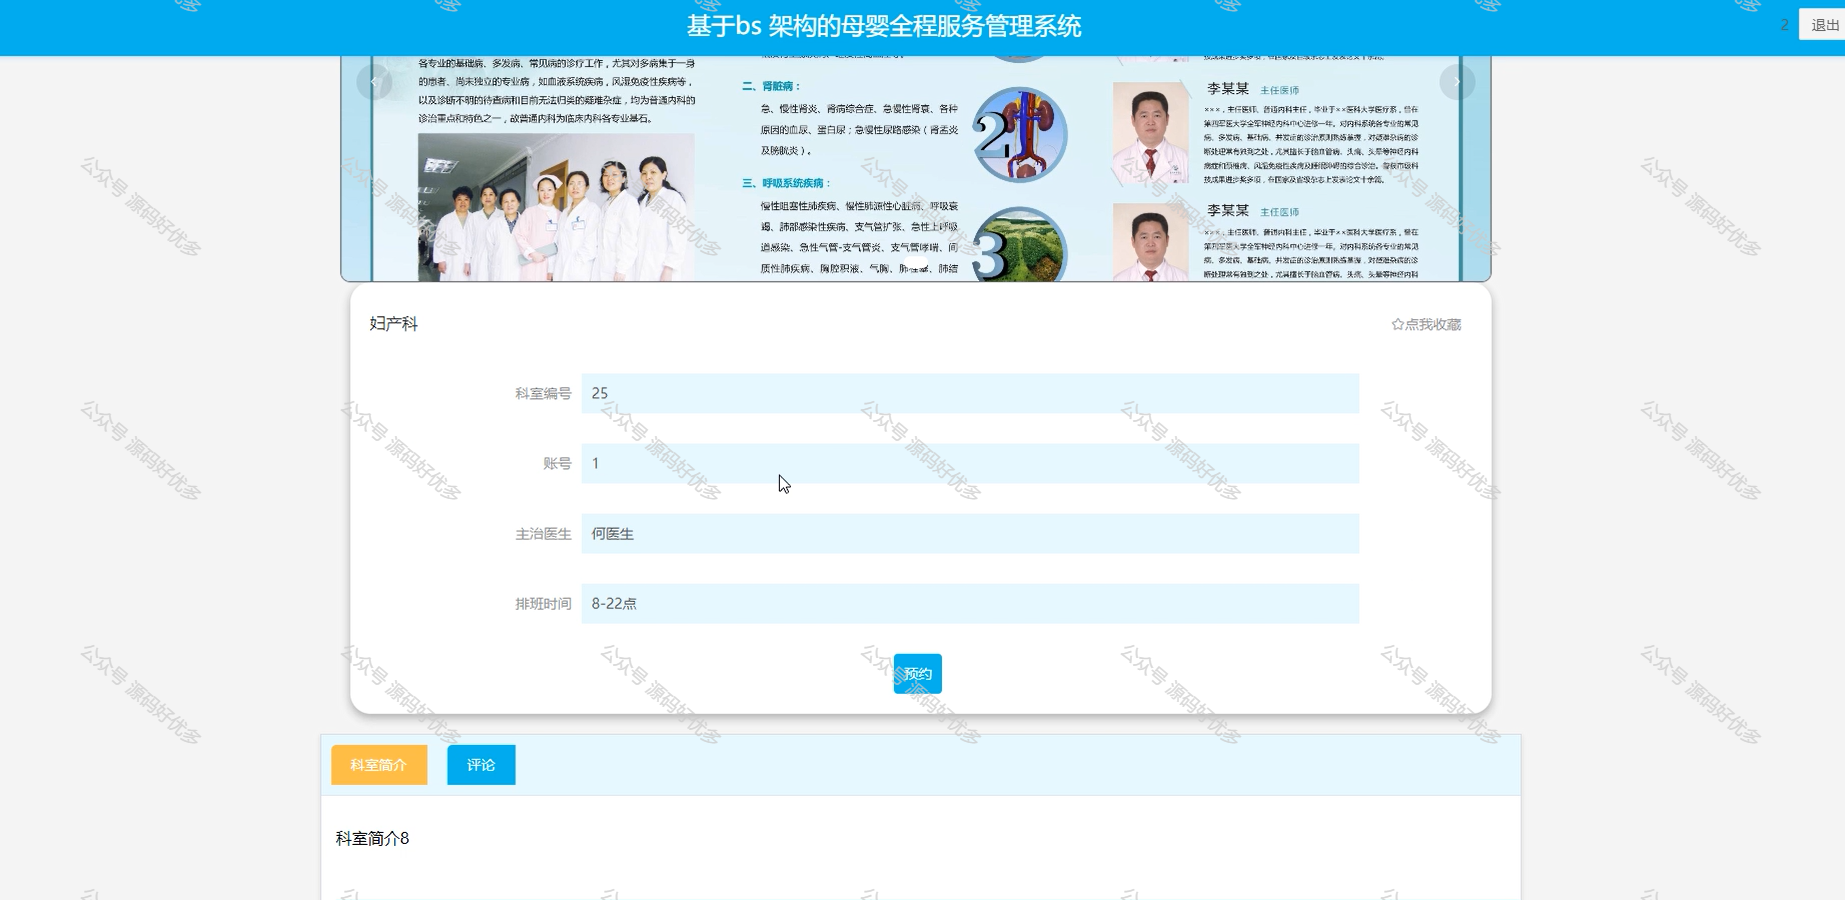 基于bs 架构的母婴全程服务管理系统
2
退出
各专业的基础病、多发病、常见病的诊疗工作，尤其对多病集于一身
的患者、尚未独立的专业病，如血液系统疾病，风湿免疫性疾病等，
以及诊断不明的待查病和目前无法归类的疑难杂症，均为普通内科的
诊治重点和特色之一，故普通内科为临床内科各专业基石。
二、肾脏病：
急、慢性肾炎、肾病综合症、急慢性肾衰、各种
原因的血尿、蛋白尿；急慢性尿路感染（肾盂炎
及膀胱炎）。
三、呼吸系统疾病：
慢性阻塞性肺疾病、慢性肺源性心脏病、呼吸衰
竭、肺部感染性疾病、支气管扩张、急性上呼吸
道感染、急性气管-支气管炎、支气管哮喘、间
质性肺疾病、胸腔积液、气胸、
2
3
李某某 主任医师
李某某 主任医师
妇产科
点我收藏
科室编号 25
账号 1
主治医生 何医生
排班时间 8-22点
预约
科室简介 评论
科室简介8
公众号 源码好优多